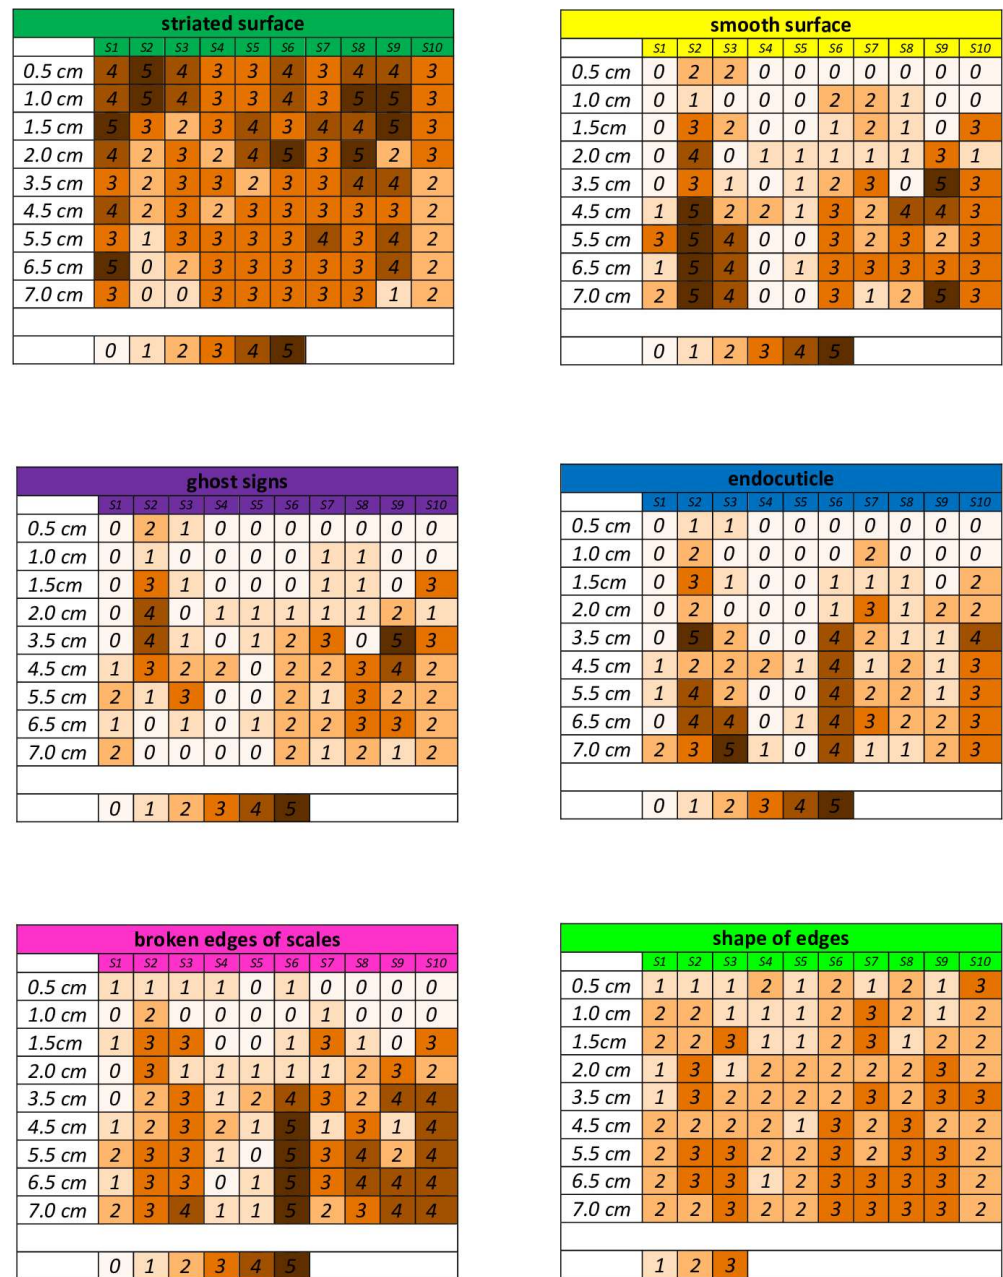 striated surface
S1 S2 S3 S4 S5 S6 S7 S8 S9 S10
0.5 cm 4 5 4 3 3 4 3 4 4 3
1.0 cm 4 5 4 3 3 4 3 5 5 3
1.5 cm 5 3 2 3 4 3 4 4 5 3
2.0 cm 4 2 3 2 4 5 3 5 2 3
3.5 cm 3 2 3 3 2 3 3 4 4 2
4.5 cm 4 2 3 2 3 3 3 3 3 2
5.5 cm 3 1 3 3 3 3 4 3 4 2
6.5 cm 5 0 2 3 3 3 3 3 4 2
7.0 cm 3 0 0 3 3 3 3 3 1 2
0 1 2 3 4 5
smooth surface
S1 S2 S3 S4 S5 S6 S7 S8 S9 S10
0.5 cm 0 2 2 0 0 0 0 0 0 0
1.0 cm 0 1 0 0 0 2 2 1 0 0
1.5cm 0 3 2 0 0 1 2 1 0 3
2.0 cm 0 4 0 1 1 1 1 1 3 1
3.5 cm 0 3 1 0 1 2 3 0 5 3
4.5 cm 1 5 2 2 1 3 2 4 4 3
5.5 cm 3 5 4 0 0 3 2 3 2 3
6.5 cm 1 5 4 0 1 3 3 3 3 3
7.0 cm 2 5 4 0 0 3 1 2 5 3
0 1 2 3 4 5
ghost signs
S1 S2 S3 S4 S5 S6 S7 S8 S9 S10
0.5 cm 0 2 1 0 0 0 0 0 0 0
1.0 cm 0 1 0 0 0 0 1 1 0 0
1.5cm 0 3 1 0 0 0 1 1 0 3
2.0 cm 0 4 0 1 1 1 1 1 2 1
3.5 cm 0 4 1 0 1 2 3 0 5 3
4.5 cm 1 3 2 2 0 2 2 3 4 2
5.5 cm 2 1 3 0 0 2 1 3 2 2
6.5 cm 1 0 1 0 1 2 2 3 3 2
7.0 cm 2 0 0 0 0 2 1 2 1 2
0 1 2 3 4 5
endocuticle
S1 S2 S3 S4 S5 S6 S7 S8 S9 S10
0.5 cm 0 1 1 0 0 0 0 0 0 0
1.0 cm 0 2 0 0 0 0 2 0 0 0
1.5cm 0 3 1 0 0 1 1 1 0 2
2.0 cm 0 2 0 0 0 1 3 1 2 2
3.5 cm 0 5 2 0 0 4 2 1 1 4
4.5 cm 1 2 2 2 1 4 1 2 1 3
5.5 cm 1 4 2 0 0 4 2 2 1 3
6.5 cm 0 4 4 0 1 4 3 2 2 3
7.0 cm 2 3 5 1 0 4 1 1 2 3
0 1 2 3 4 5
broken edges of scales
S1 S2 S3 S4 S5 S6 S7 S8 S9 S10
0.5 cm 1 1 1 1 0 1 0 0 0 0
1.0 cm 0 2 0 0 0 0 1 0 0 0
1.5cm 1 3 3 0 0 1 3 1 0 3
2.0 cm 0 3 1 1 1 1 1 2 3 2
3.5 cm 0 2 3 1 2 4 3 2 4 4
4.5 cm 1 2 3 2 1 5 1 3 1 4
5.5 cm 2 3 3 1 0 5 3 4 2 4
6.5 cm 1 3 3 0 1 5 3 4 4 4
7.0 cm 2 3 4 1 1 5 2 3 4 4
0 1 2 3 4 5
shape of edges
S1 S2 S3 S4 S5 S6 S7 S8 S9 S10
0.5 cm 1 1 1 2 1 2 1 2 1 3
1.0 cm 2 2 1 1 1 2 3 2 1 2
1.5cm 2 2 3 1 1 2 3 1 2 2
2.0 cm 1 3 1 2 2 2 2 2 3 2
3.5 cm 1 3 2 2 2 2 3 2 3 3
4.5 cm 2 2 2 2 1 3 2 3 2 2
5.5 cm 2 3 3 2 2 3 2 3 3 2
6.5 cm 2 3 3 1 2 3 3 3 3 2
7.0 cm 2 2 3 2 2 3 3 3 3 2
1 2 3